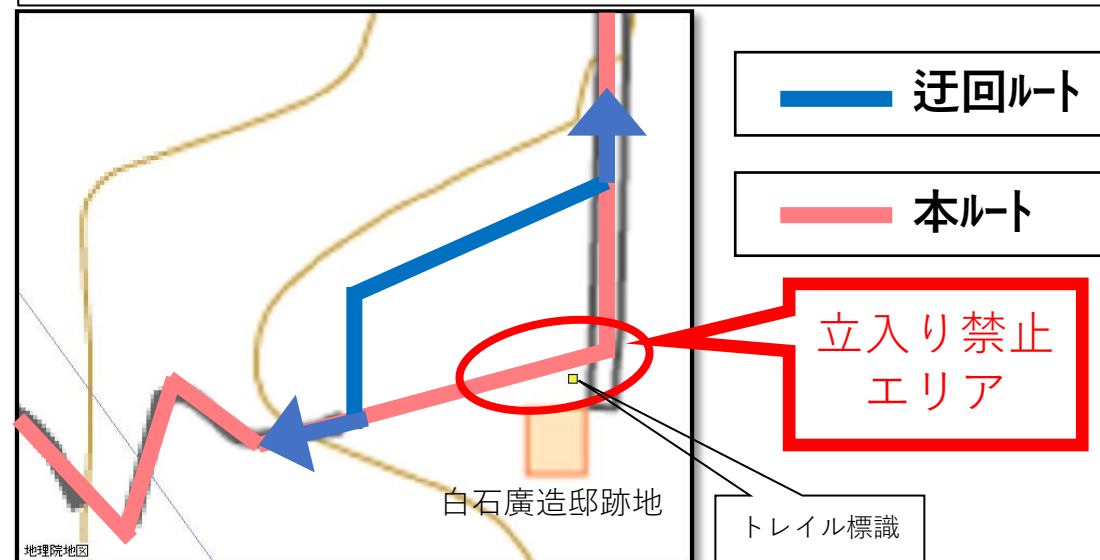 迂回ルート
本ルート
立入り禁止
エリア
白石廣造邸跡地
トレイル標識
地理院地図